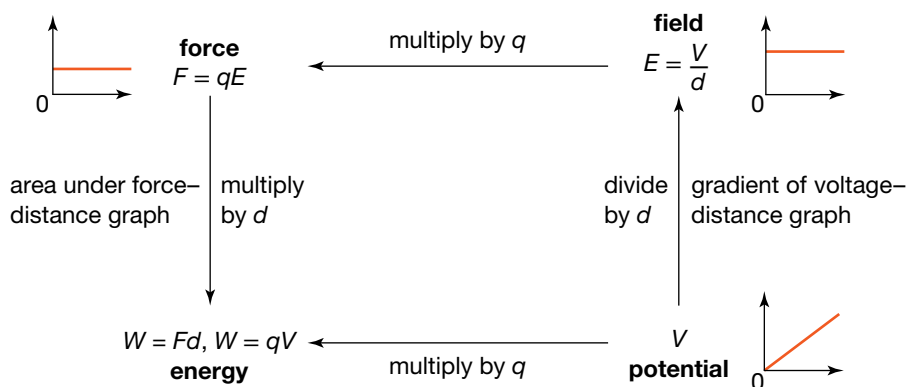 force
F = qE
0
multiply by q
field
E = V/d
0
area under force–
distance graph
multiply
by d
divide
by d
gradient of voltage–
distance graph
W = Fd, W = qV
energy
multiply by q
V
potential
0